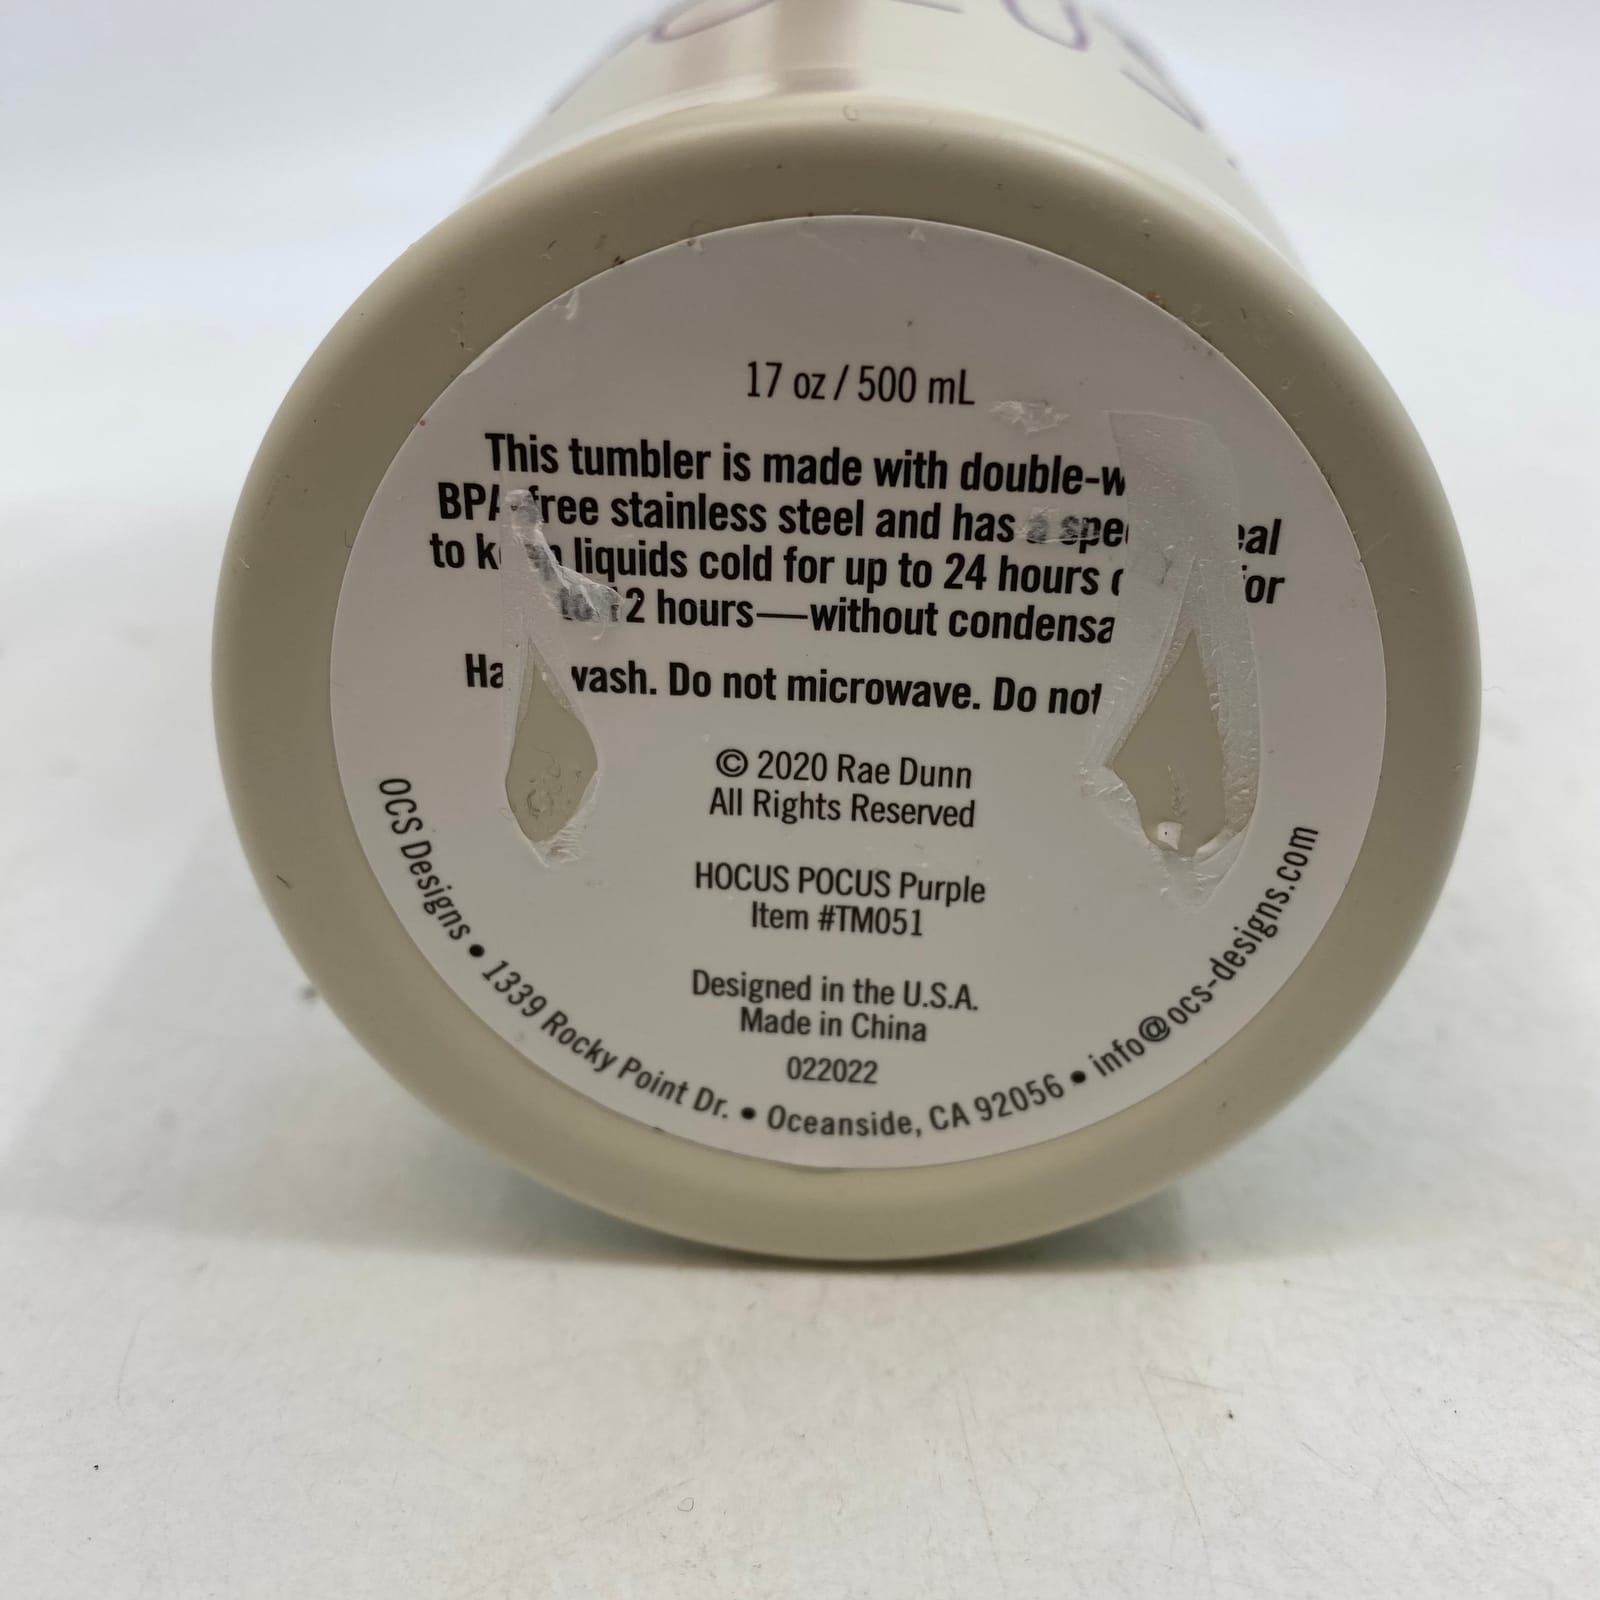 17 oz / 500 mL
This tumbler is made with double-w
BPA-free stainless steel and has a spe eal
to k liquids cold for up to 24 hours for
to 12 hours—without condensa
Ha wash. Do not microwave. Do not
© 2020 Rae Dunn
All Rights Reserved
HOCUS POCUS Purple
Item #TM051
Designed in the U.S.A.
Made in China
022022
OCS Designs • 1339 Rocky Point Dr. • Oceanside, CA 92056 • info@ocs-designs.com